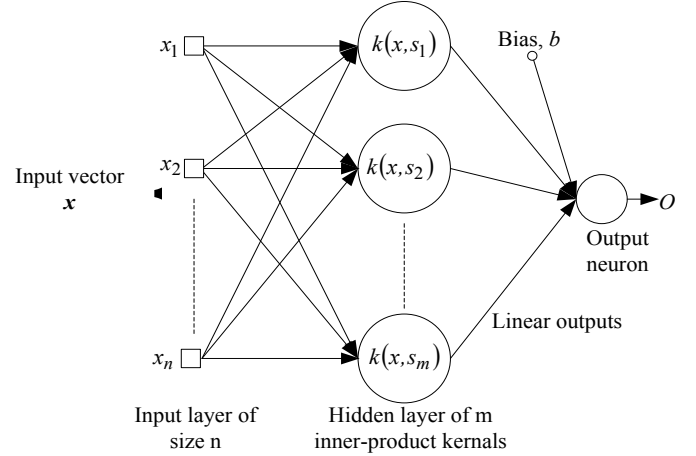 x1
k(x,s1)
Bias, b
x2
k(x,s2)
Input vector
x
O
Output
neuron
Linear outputs
xn
k(x,sm)
Input layer of
size n
Hidden layer of m
inner-product kernals